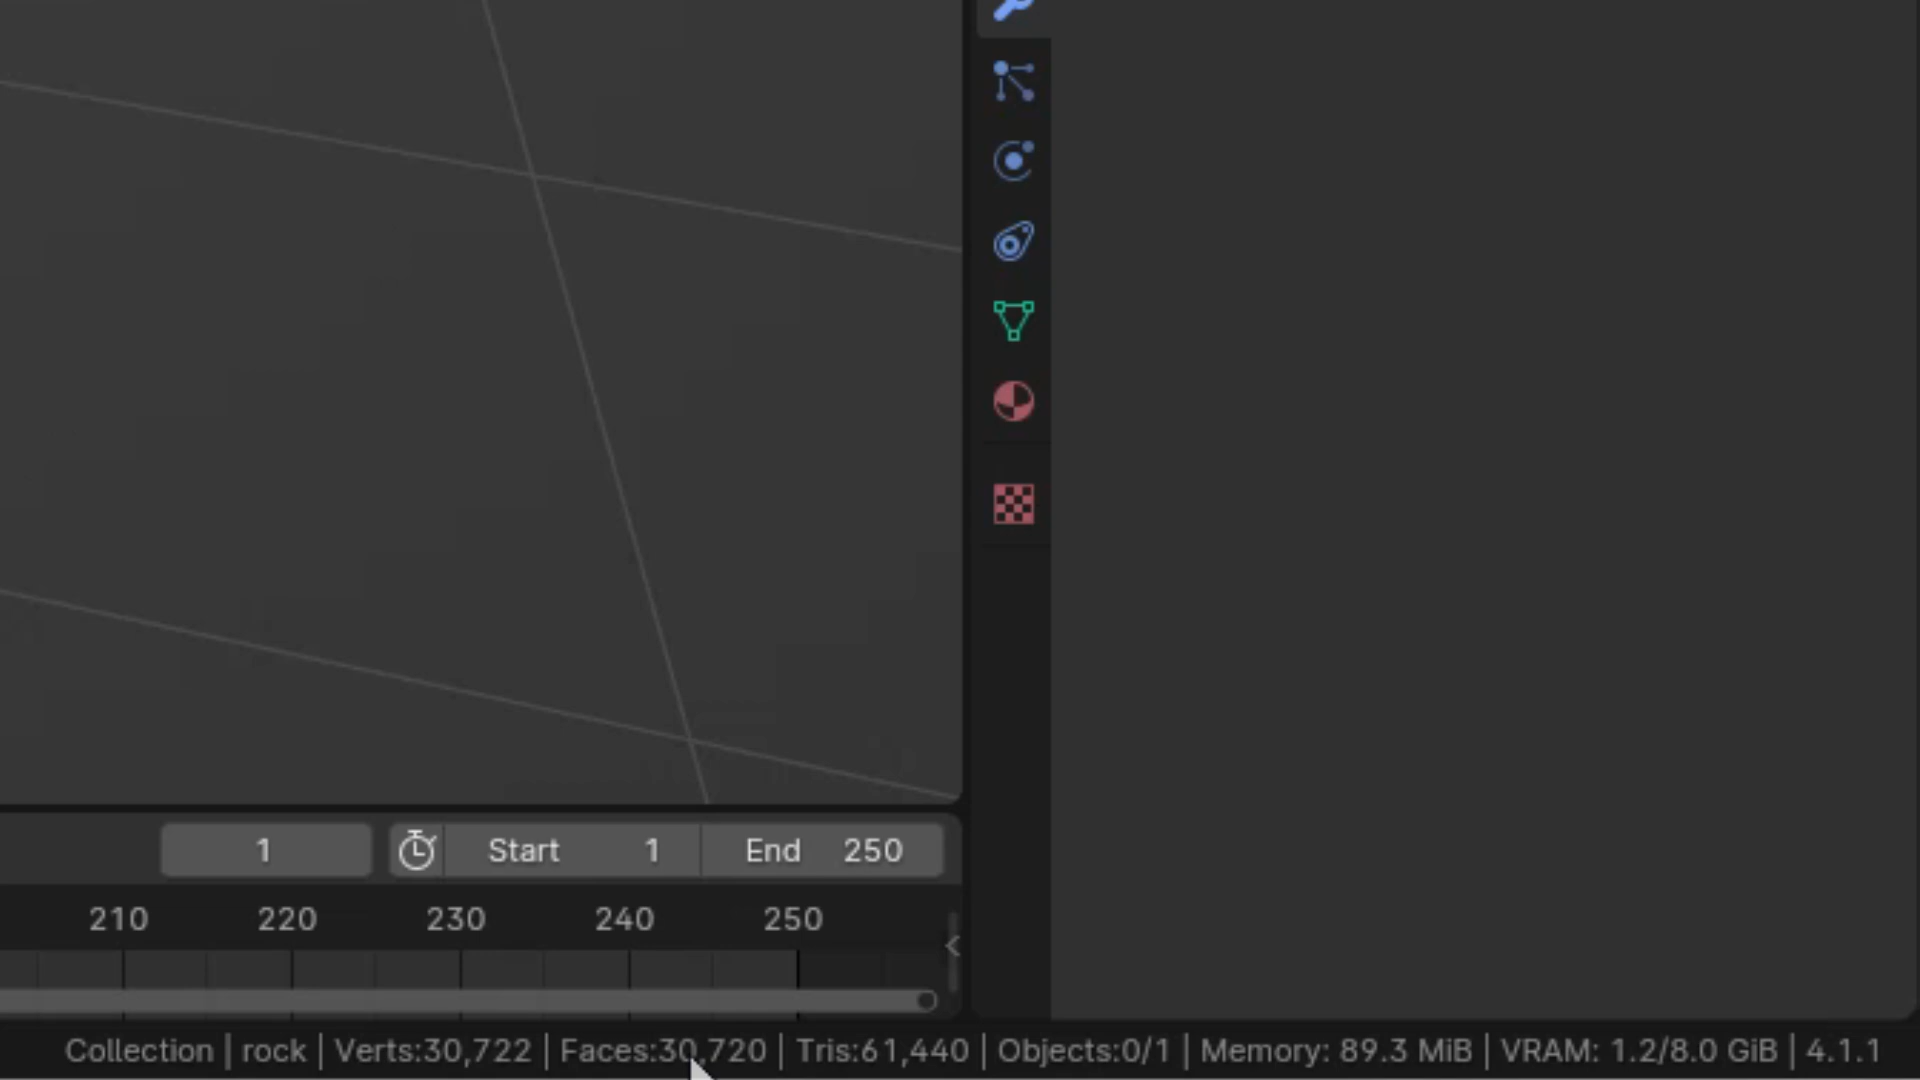 1 Start 1 End 250
210 220 230 240 250
Collection | rock | Verts:30,722 | Faces:30,720 | Tris:61,440 | Objects:0/1 | Memory: 89.3 MiB | VRAM: 1.2/8.0 GiB | 4.1.1